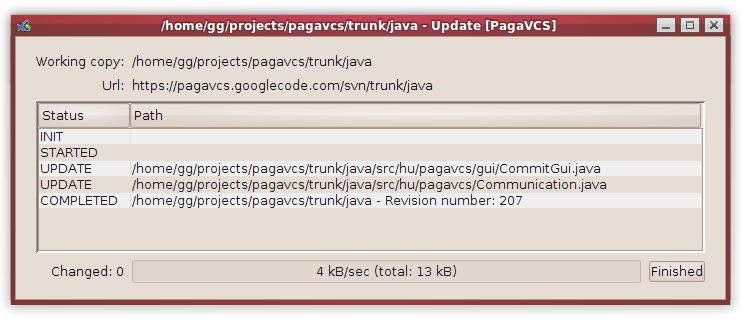 /home/gg/projects/pagavcs/trunk/java - Update [PagaVCS]
Working copy: /home/gg/projects/pagavcs/trunk/java
Url: https://pagavcs.googlecode.com/svn/trunk/java
Status Path
INIT
STARTED
UPDATE /home/gg/projects/pagavcs/trunk/java/src/hu/pagavcs/gui/CommitGui.java
UPDATE /home/gg/projects/pagavcs/trunk/java/src/hu/pagavcs/Communication.java
COMPLETED /home/gg/projects/pagavcs/trunk/java - Revision number: 207
Changed: 0 4 kB/sec (total: 13 kB) Finished